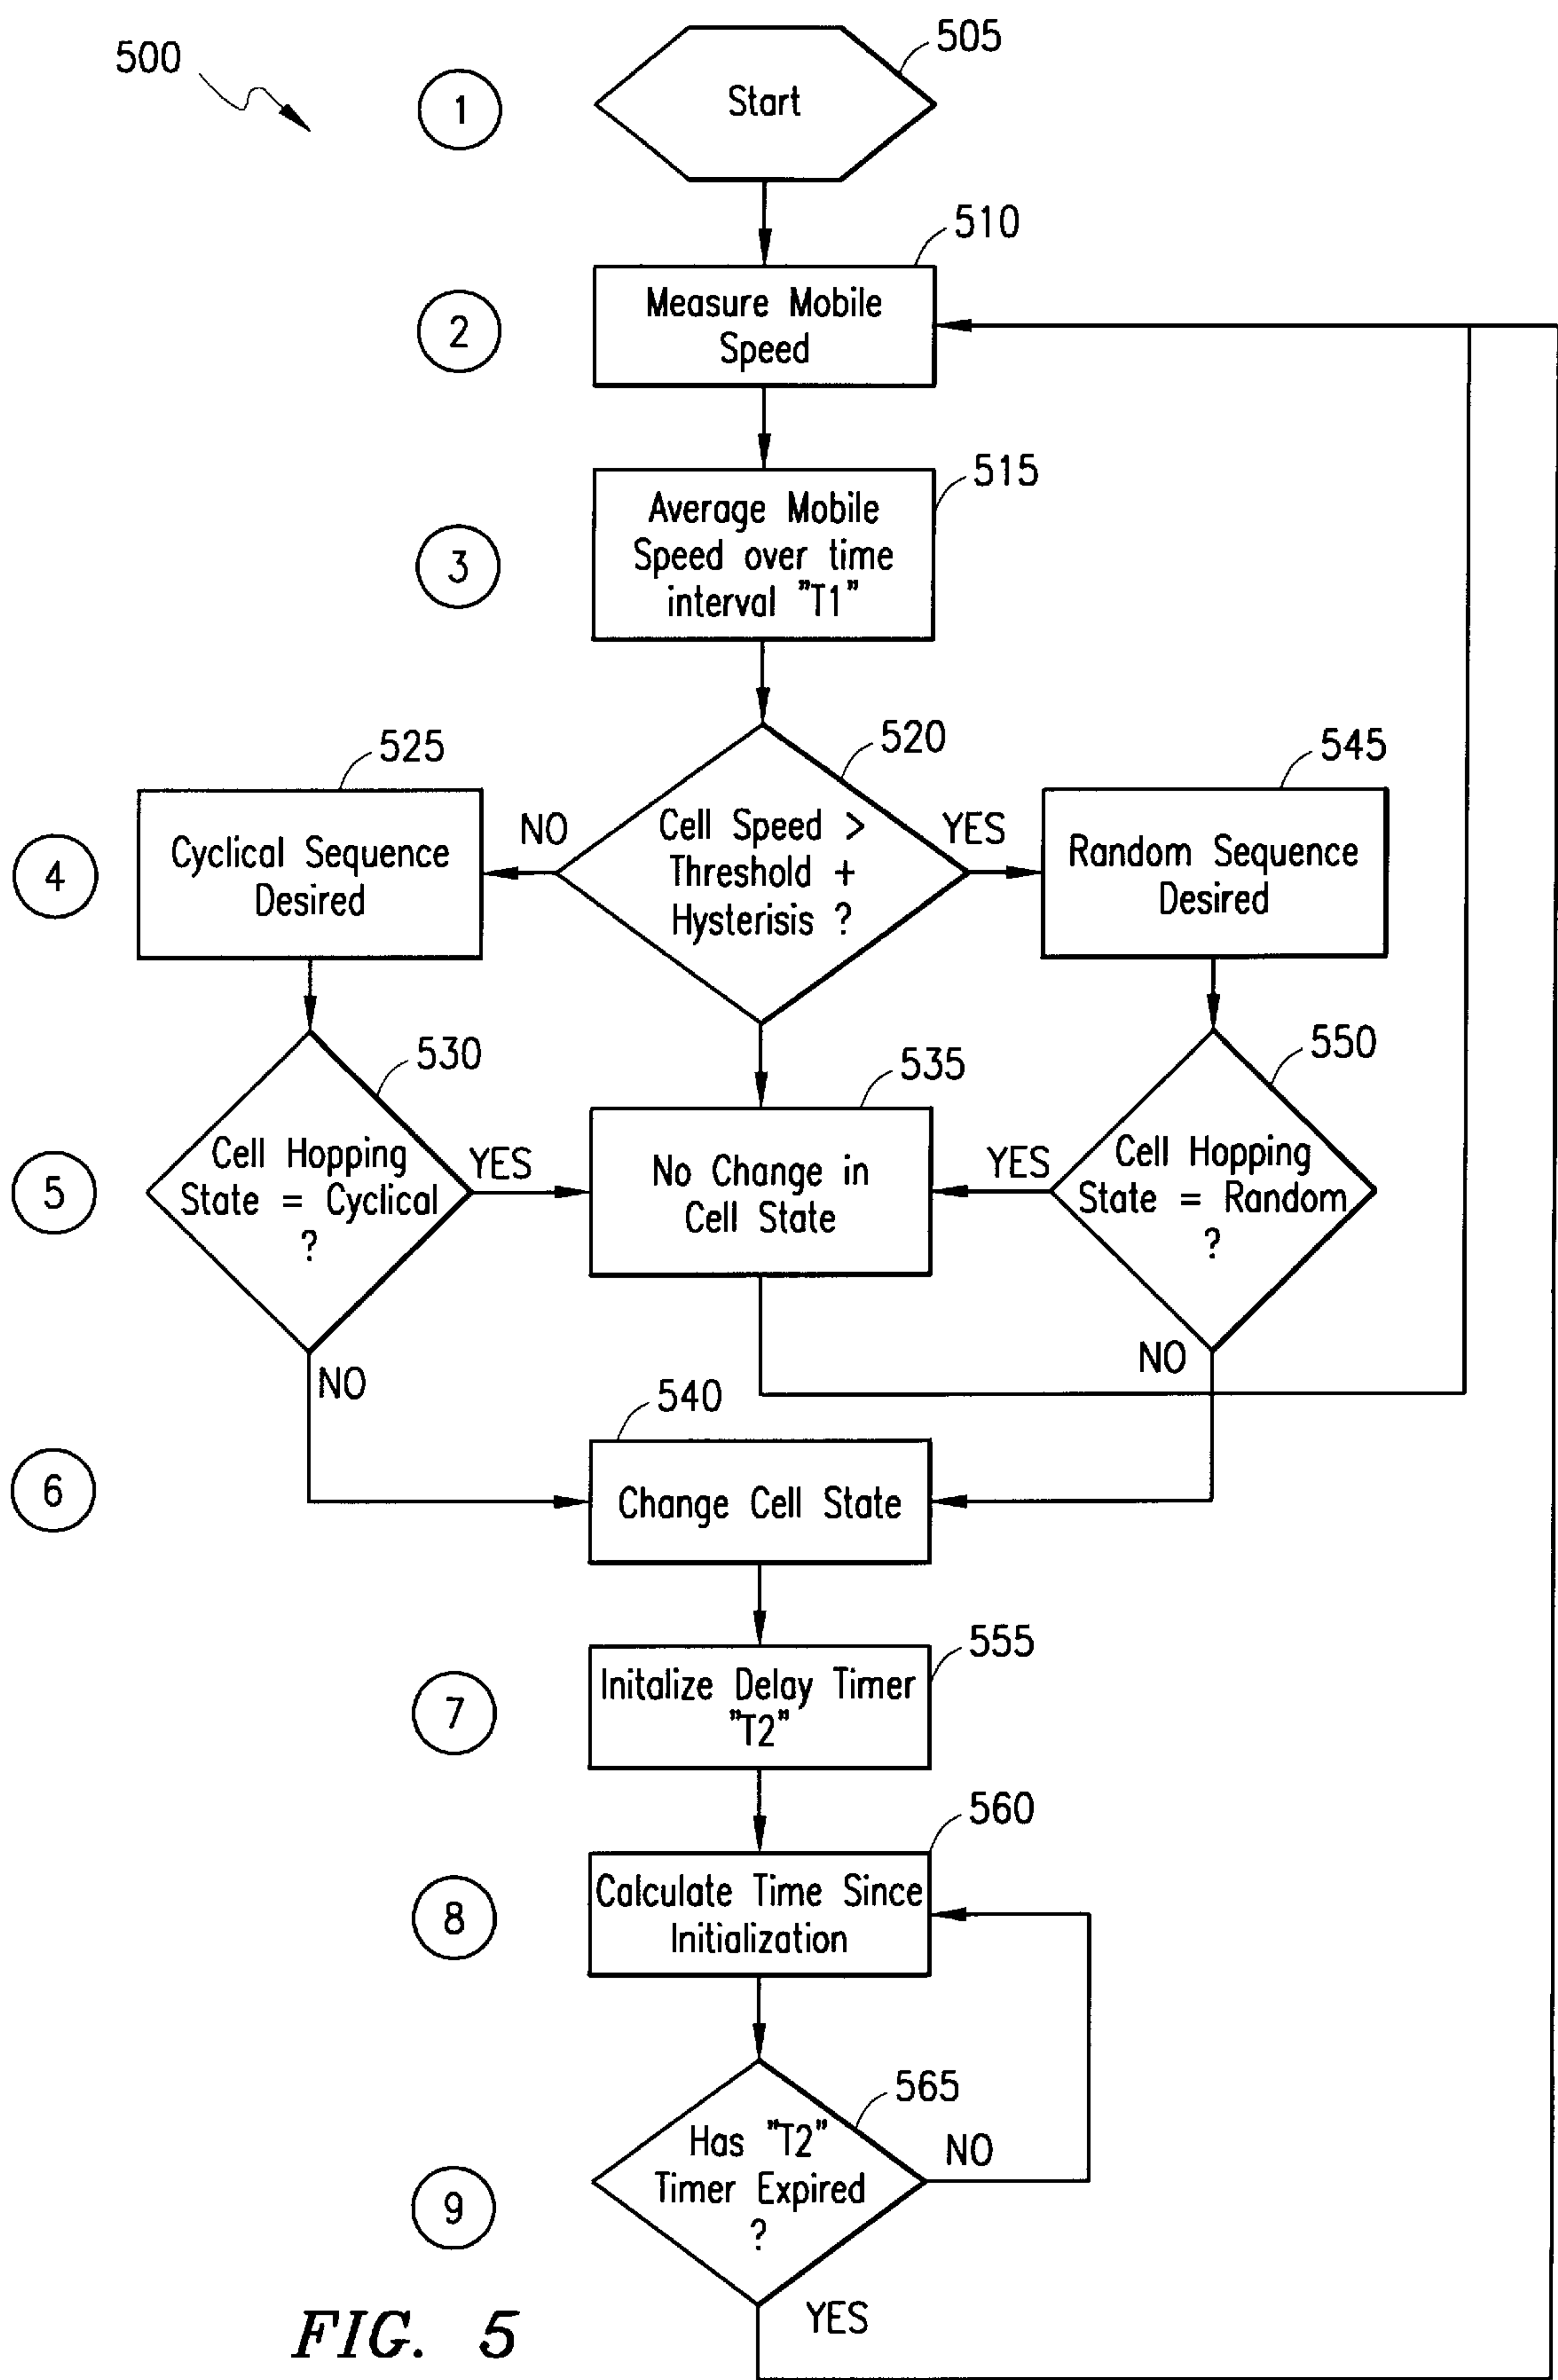 500
505
1
Start
510
2
Measure Mobile
Speed
515
3
Average Mobile
Speed over time
interval "T1"
525
520
545
4
Cyclical Sequence
Desired
NO
Cell Speed >
Threshold +
Hysterisis ?
YES
Random Sequence
Desired
530
535
550
5
Cell Hopping
State = Cyclical
?
YES
No Change in
Cell State
YES
Cell Hopping
State = Random
?
NO
NO
540
6
Change Cell State
555
7
Initalize Delay Timer
"T2"
560
8
Calculate Time Since
Initialization
565
9
Has "T2"
Timer Expired
?
NO
YES
FIG. 5